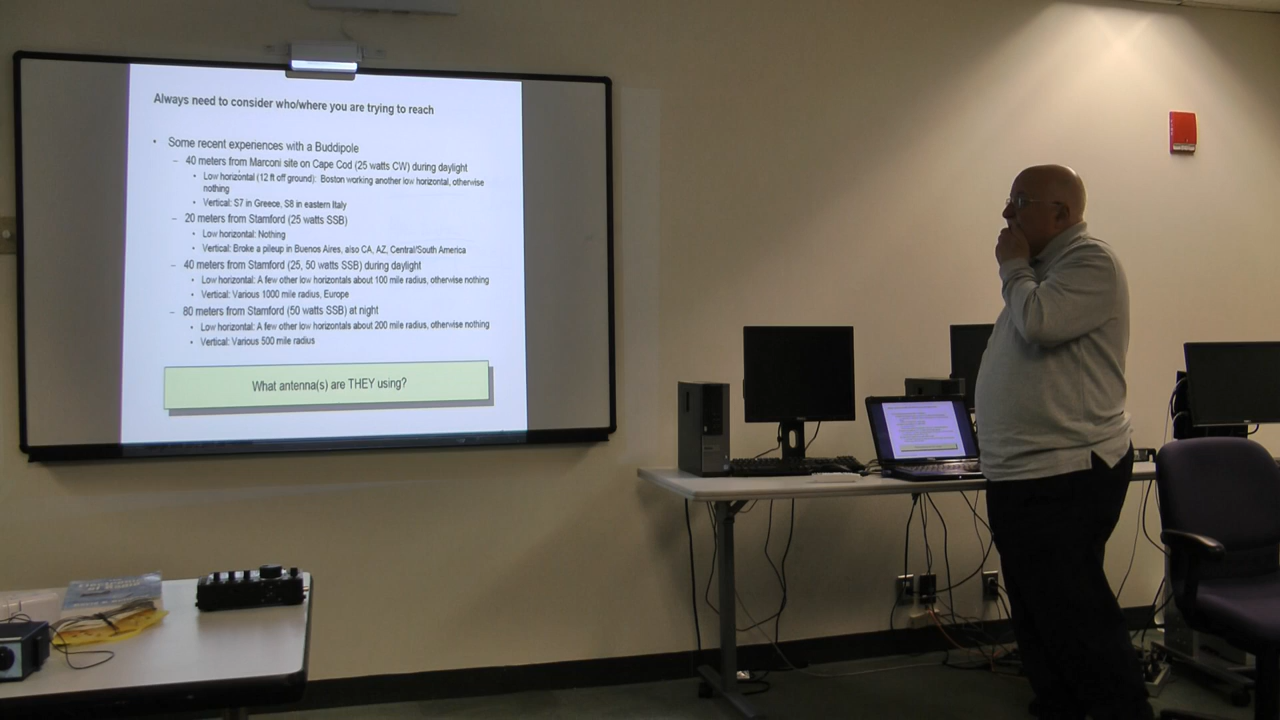 Always need to consider who/where you are trying to reach
• Some recent experiences with a Buddipole
– 40 meters from Marconi site on Cape Cod (25 watts CW) during daylight
• Low horizontal (12 ft off ground): Boston working another low horizontal, otherwise
nothing
• Vertical: S7 in Greece, S8 in eastern Italy
– 20 meters from Stamford (25 watts SSB)
• Low horizontal: Nothing
• Vertical: Broke a pileup in Buenos Aires, also CA, AZ, Central/South America
– 40 meters from Stamford (25, 50 watts SSB) during daylight
• Low horizontal: A few other low horizontals about 100 mile radius, otherwise nothing
• Vertical: Various 1000 mile radius, Europe
– 80 meters from Stamford (50 watts SSB) at night
• Low horizontal: A few other low horizontals about 200 mile radius, otherwise nothing
• Vertical: Various 500 mile radius
What antenna(s) are THEY using?